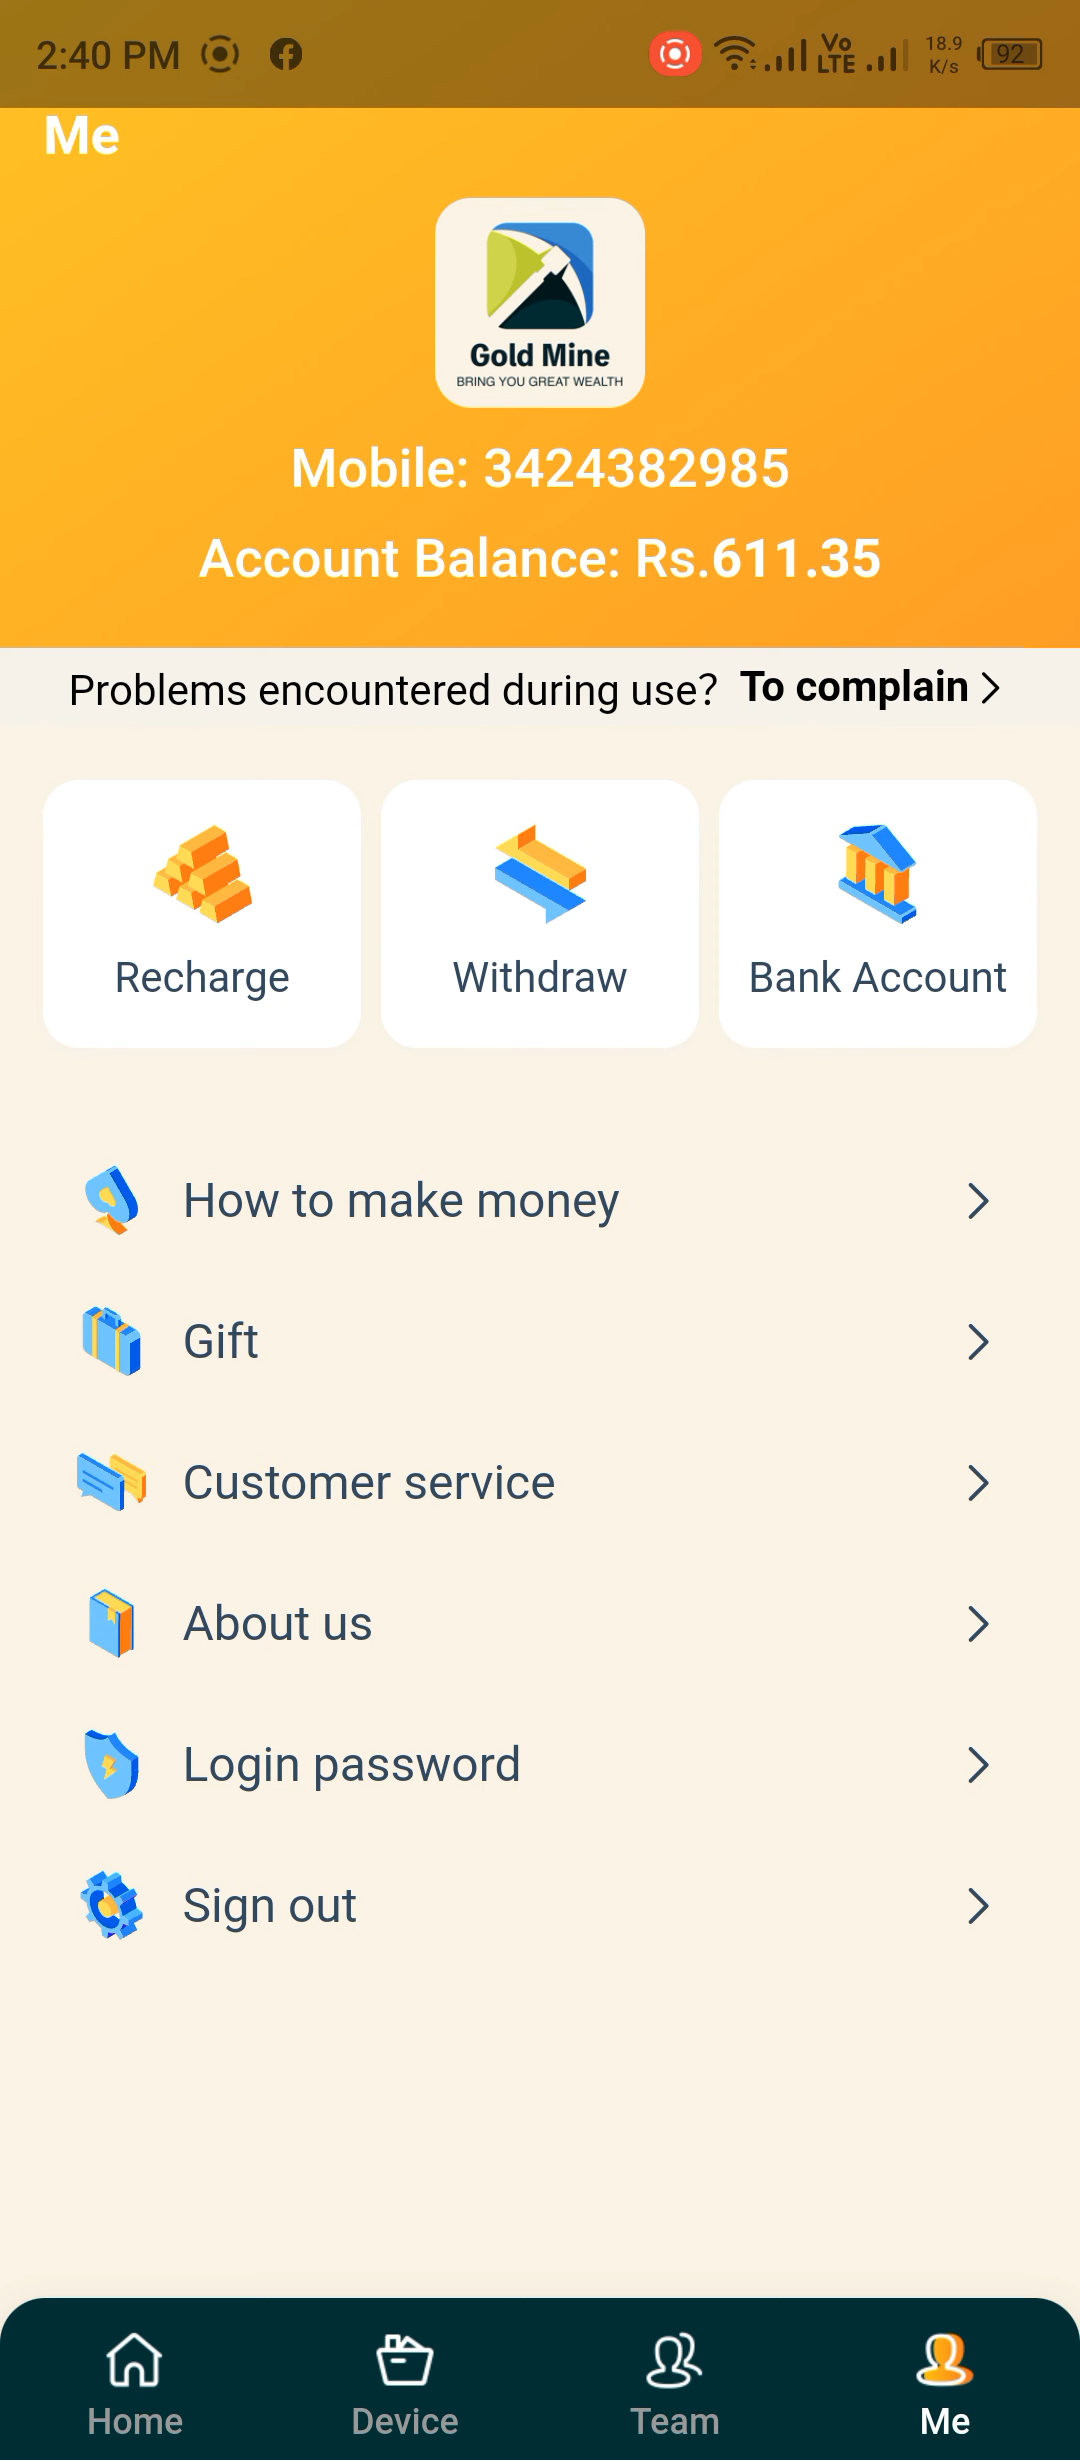 2:40 PM
Vo
LTE
18.9
K/s
92
Me
Gold Mine
BRING YOU GREAT WEALTH
Mobile: 3424382985
Account Balance: Rs.611.35
Problems encountered during use? To complain
Recharge Withdraw Bank Account
How to make money
Gift
Customer service
About us
Login password
Sign out
Home Device Team Me